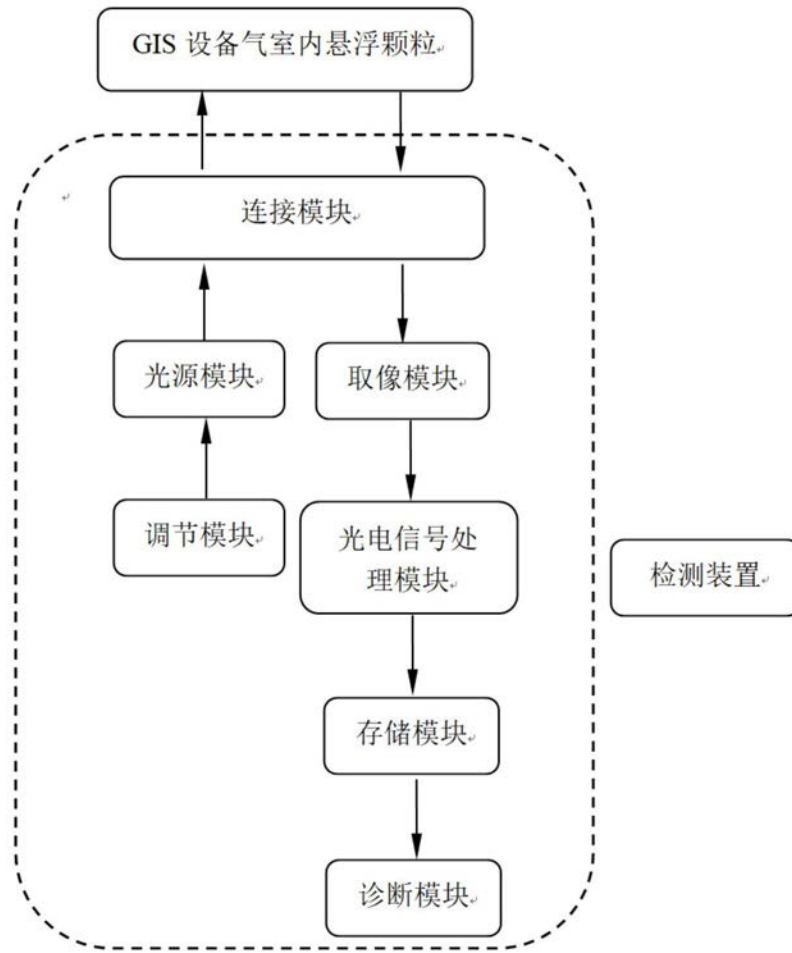 GIS 设备气室内悬浮颗粒
连接模块
光源模块
取像模块
调节模块
光电信号处
理模块
检测装置
存储模块
诊断模块